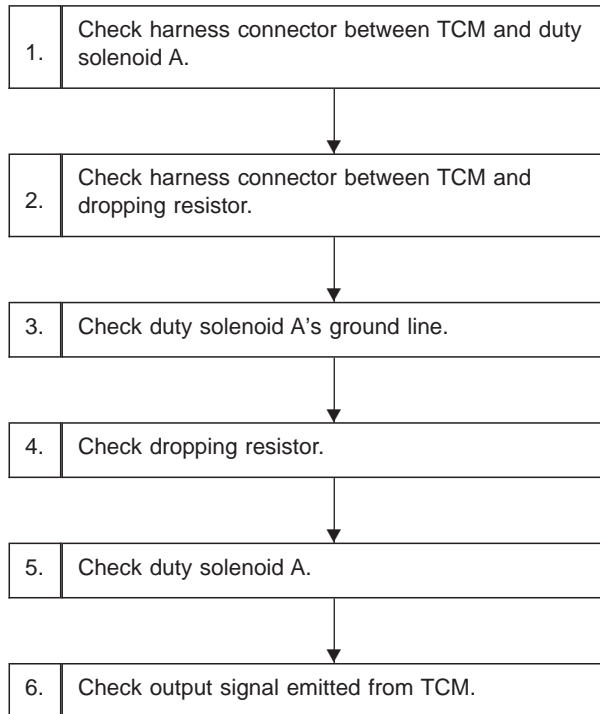 1.
Check harness connector between TCM and duty
solenoid A.
2.
Check harness connector between TCM and
dropping resistor.
3.
Check duty solenoid A’s ground line.
4.
Check dropping resistor.
5.
Check duty solenoid A.
6.
Check output signal emitted from TCM.